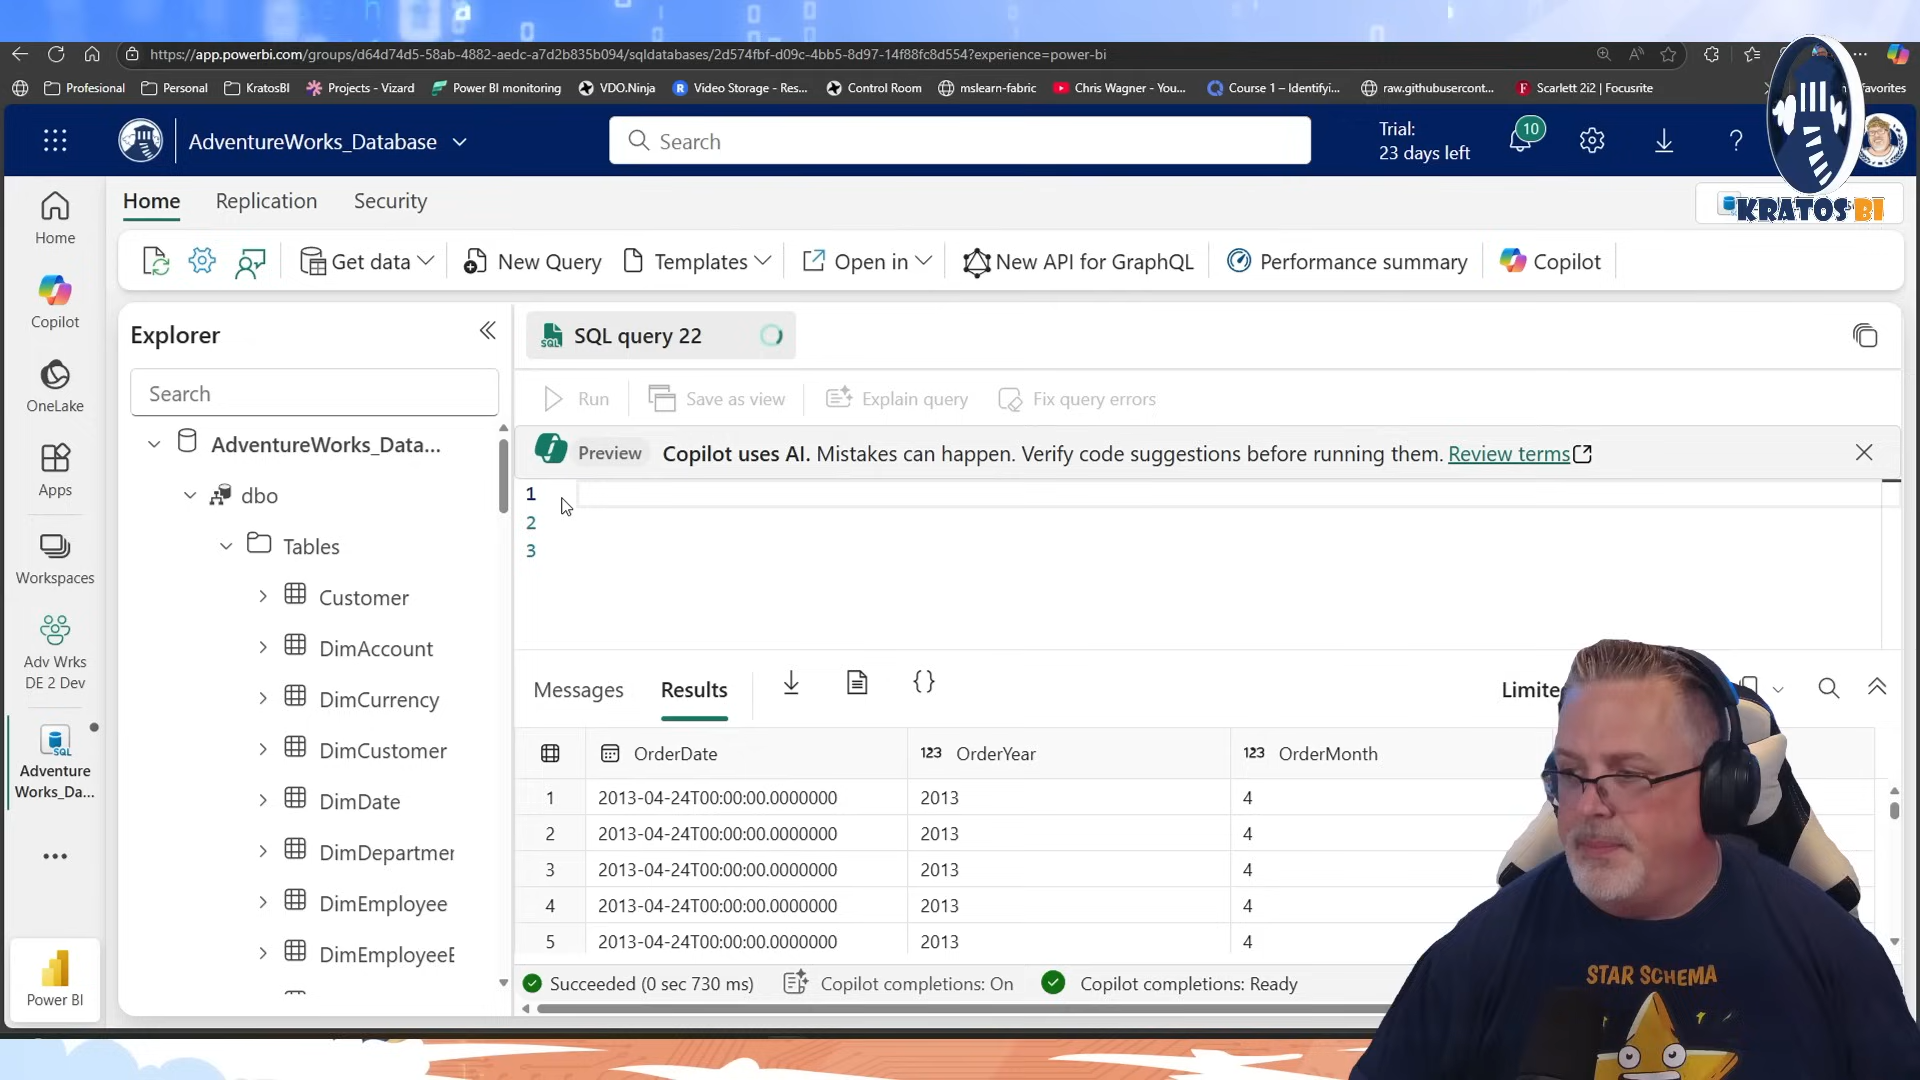 https://app.powerbi.com/groups/d64d74d5-58ab-4882-aedc-a7d2b835b094/sqldatabases/2d574fbf-d09c-4bb5-8d97-14f88fc8d554?experience=power-bi
Profesional Personal KratosBI Projects - Vizard Power BI monitoring VDO.Ninja Video Storage - Res... Control Room mslearn-fabric Chris Wagner - You... Course 1 – Identifyi... raw.githubusercont... Scarlett 2i2 | Focusrite favorites
AdventureWorks_Database
Search
Trial:
23 days left
10
?
KRATOS BI
Home Replication Security
Get data New Query Templates Open in New API for GraphQL Performance summary Copilot
Home
Copilot
OneLake
Apps
Workspaces
Adv Wrks
DE 2 Dev
SQL
Adventure
Works_Da...
Power BI
Explorer
Search
AdventureWorks_Data...
dbo
Tables
Customer
DimAccount
DimCurrency
DimCustomer
DimDate
DimDepartmer
DimEmployee
DimEmployeeE
SQL query 22
Run Save as view Explain query Fix query errors
Preview Copilot uses AI. Mistakes can happen. Verify code suggestions before running them. Review terms
1
2
3
Messages Results {} Limite
OrderDate 123 OrderYear 123 OrderMonth
1 2013-04-24T00:00:00.0000000 2013 4
2 2013-04-24T00:00:00.0000000 2013 4
3 2013-04-24T00:00:00.0000000 2013 4
4 2013-04-24T00:00:00.0000000 2013 4
5 2013-04-24T00:00:00.0000000 2013 4
Succeeded (0 sec 730 ms) Copilot completions: On Copilot completions: Ready
STAR SCHEMA